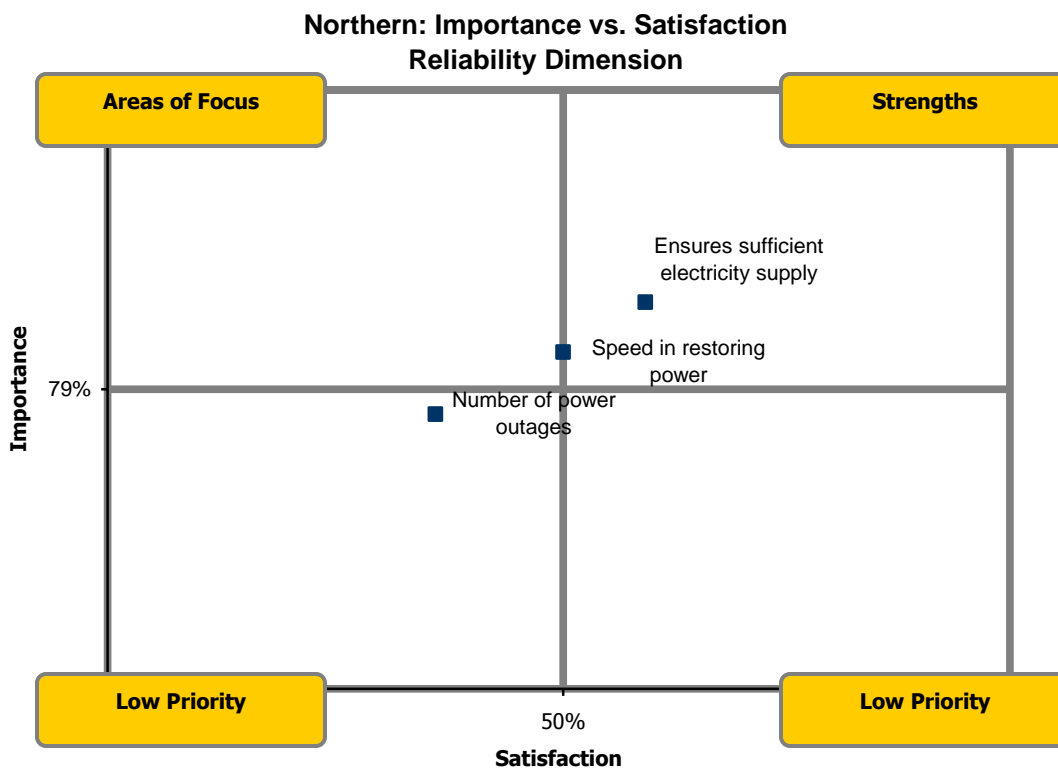 Northern: Importance vs. Satisfaction
Reliability Dimension
Areas of Focus
Strengths
Ensures sufficient
electricity supply
Speed in restoring
power
79%
Number of power
outages
Importance
Low Priority
Low Priority
50%
Satisfaction